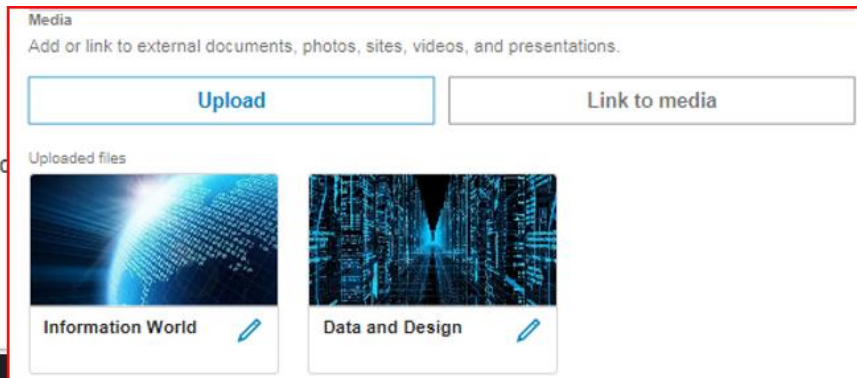 Media
Add or link to external documents, photos, sites, videos, and presentations.
Upload
Link to media
Uploaded files
Information World
Data and Design